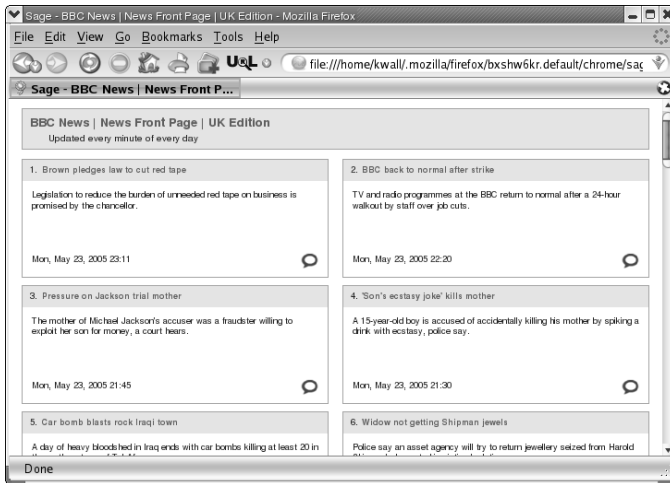 Sage - BBC News | News Front Page | UK Edition - Mozilla Firefox
File Edit View Go Bookmarks Tools Help
UQL file:///home/kwall/.mozilla/firefox/bxshw6kr.default/chrome/sag
Sage - BBC News | News Front P...
BBC News | News Front Page | UK Edition
Updated every minute of every day
1. Brown pledges law to cut red tape
Legislation to reduce the burden of unneeded red tape on business is
promised by the chancellor.
Mon, May 23, 2005 23:11
2. BBC back to normal after strike
TV and radio programmes at the BBC return to normal after a 24-hour
walkout by staff over job cuts.
Mon, May 23, 2005 22:20
3. Pressure on Jackson trial mother
The mother of Michael Jackson's accuser was a fraudster willing to
exploit her son for money, a court hears.
Mon, May 23, 2005 21:45
4. 'Son's ecstasy joke' kills mother
A 15-year-old boy is accused of accidentally killing his mother by spiking a
drink with ecstasy, police say.
Mon, May 23, 2005 21:30
5. Car bomb blasts rock Iraqi town
A day of heavy bloodshed in Iraq ends with car bombs killing at least 20 in
6. Widow not getting Shipman jewels
Police say an asset agency will try to return jewellery seized from Harold
Done